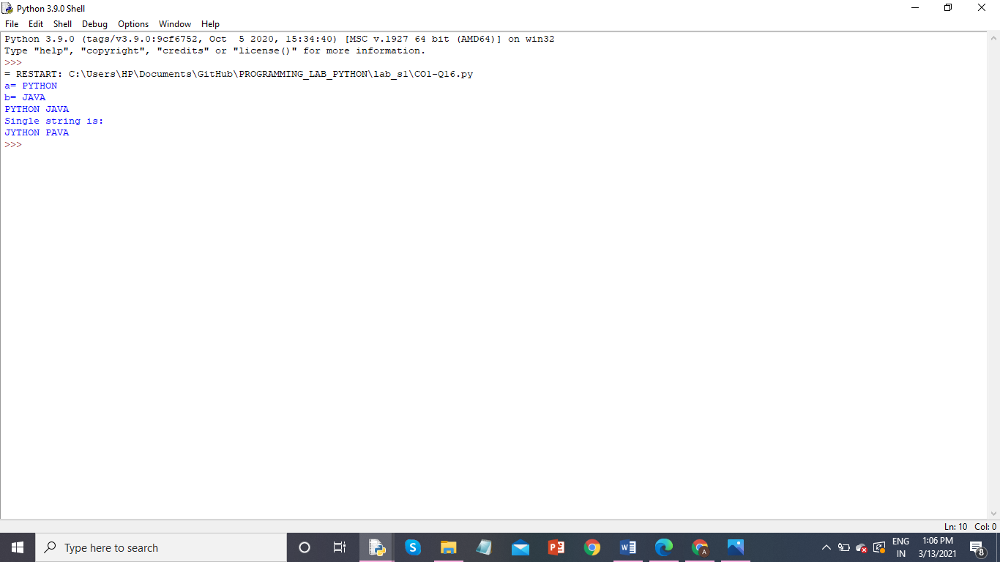 Python 3.9.0 Shell
File Edit Shell Debug Options Window Help
Python 3.9.0 (tags/v3.9.0:9cf6752, Oct  5 2020, 15:34:40) [MSC v.1927 64 bit (AMD64)] on win32
Type "help", "copyright", "credits" or "license()" for more information.
>>>
= RESTART: C:\Users\HP\Documents\GitHub\PROGRAMMING_LAB_PYTHON\lab_s1\CO1-Q16.py
a= PYTHON
b= JAVA
PYTHON JAVA
Single string is:
JYTHON PAVA
>>>
Ln: 10 Col: 0
Type here to search
ENG
IN
1:06 PM
3/13/2021
8